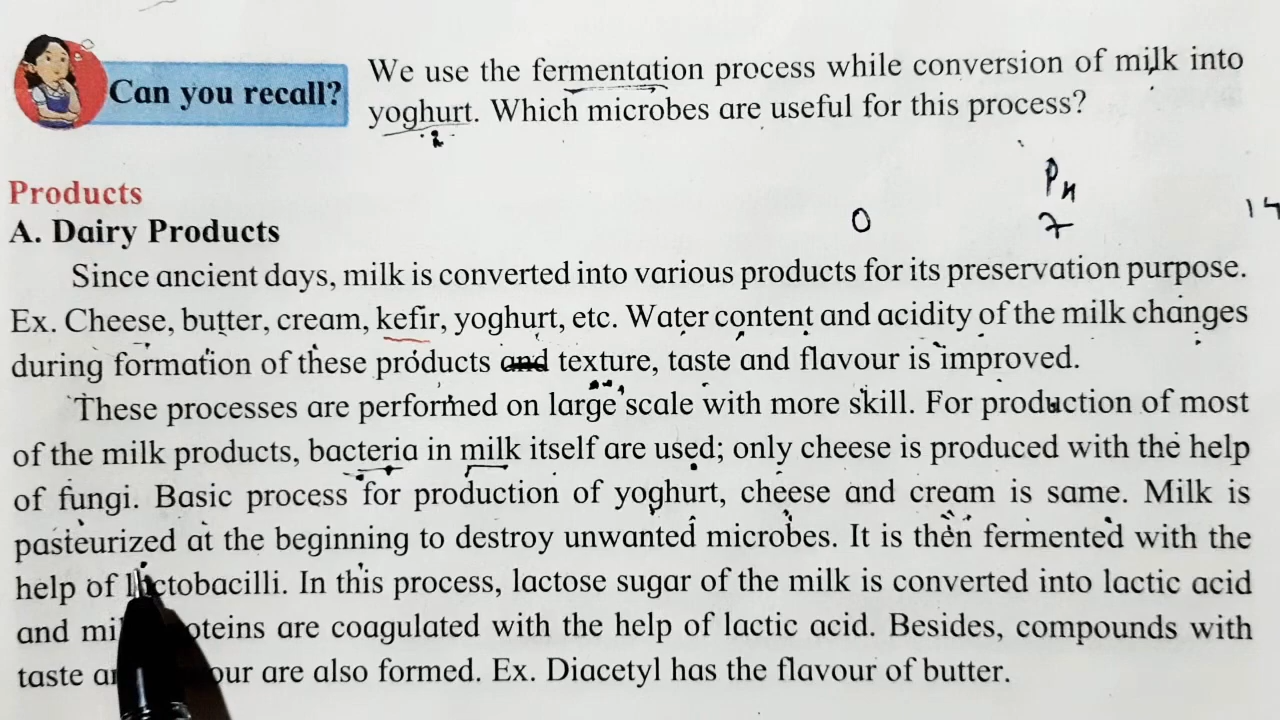 Can you recall?
We use the fermentation process while conversion of milk into
yoghurt. Which microbes are useful for this process?
Products
A. Dairy Products
PH
0 7 14
Since ancient days, milk is converted into various products for its preservation purpose.
Ex. Cheese, butter, cream, kefir, yoghurt, etc. Water content and acidity of the milk changes
during formation of these products and texture, taste and flavour is improved.
These processes are performed on large scale with more skill. For production of most
of the milk products, bacteria in milk itself are used; only cheese is produced with the help
of fungi. Basic process for production of yoghurt, cheese and cream is same. Milk is
pasteurized at the beginning to destroy unwanted microbes. It is then fermented with the
help of lactobacilli. In this process, lactose sugar of the milk is converted into lactic acid
and are coagulated with the help of lactic acid. Besides, compounds with
taste are also formed. Ex. Diacetyl has the flavour of butter.